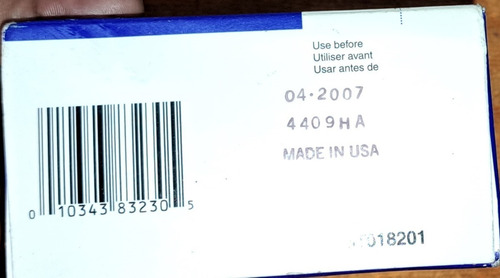 Use before
Utiliser avant
Usar antes de
04·2007
4409HA
MADE IN USA
0 10343 83230 5
018201